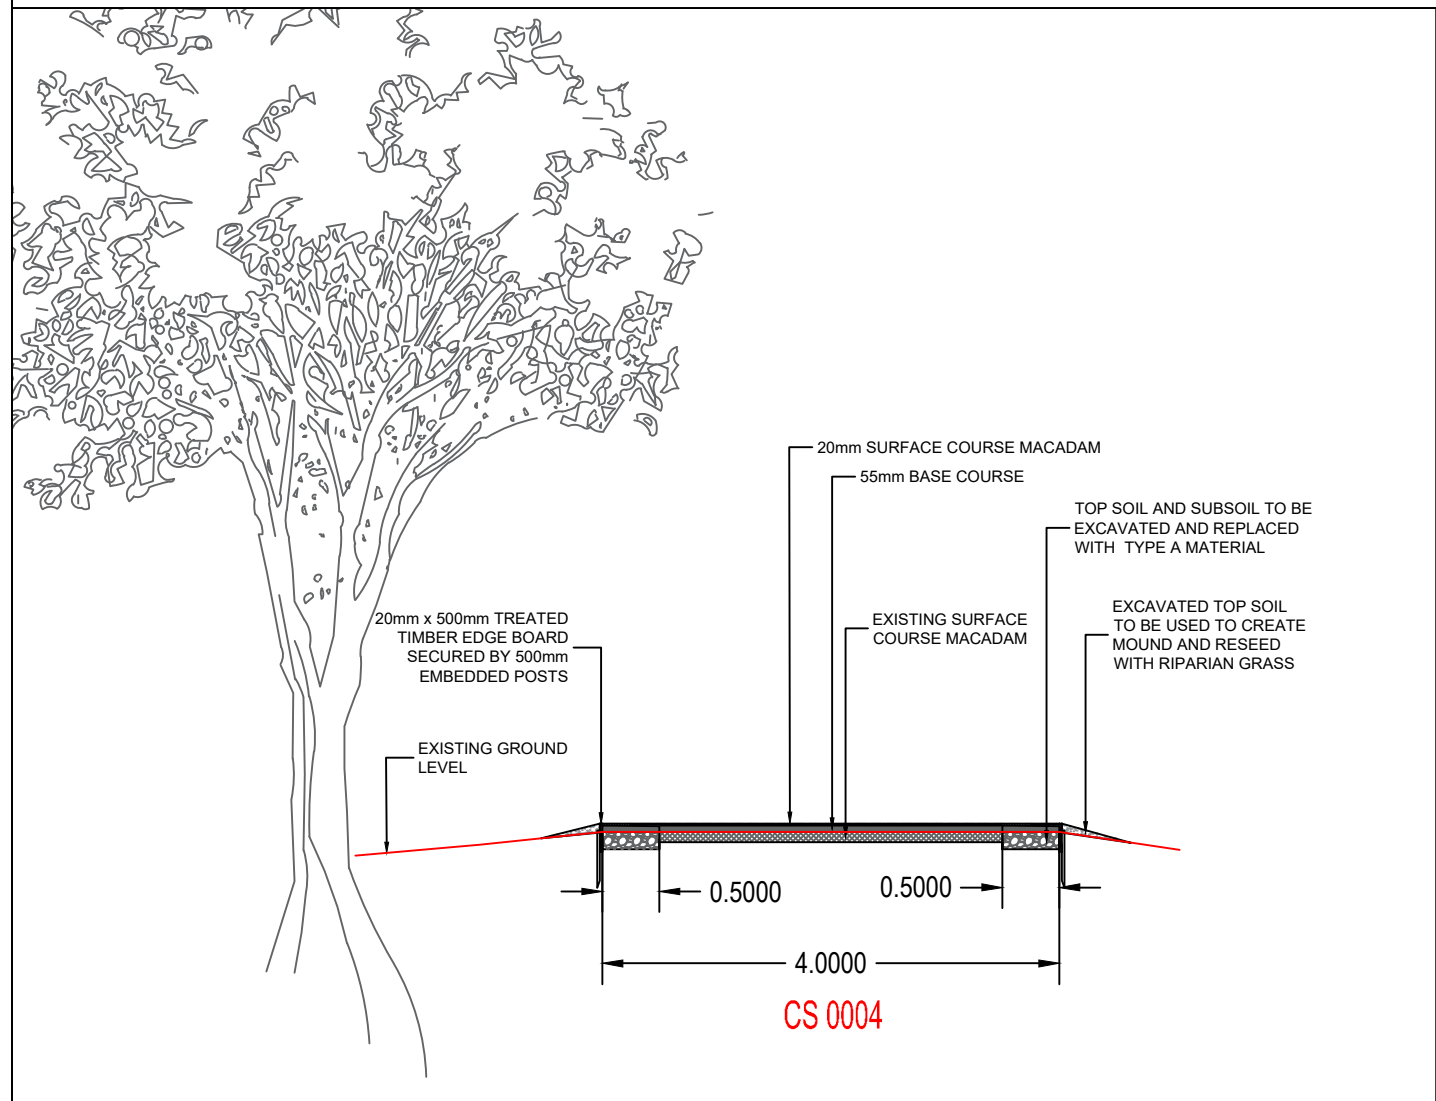 20mm SURFACE COURSE MACADAM
55mm BASE COURSE
TOP SOIL AND SUBSOIL TO BE
EXCAVATED AND REPLACED
WITH TYPE A MATERIAL
20mm x 500mm TREATED
TIMBER EDGE BOARD
SECURED BY 500mm
EMBEDDED POSTS
EXISTING SURFACE
COURSE MACADAM
EXCAVATED TOP SOIL
TO BE USED TO CREATE
MOUND AND RESEED
WITH RIPARIAN GRASS
EXISTING GROUND
LEVEL
0.5000
0.5000
4.0000
CS 0004